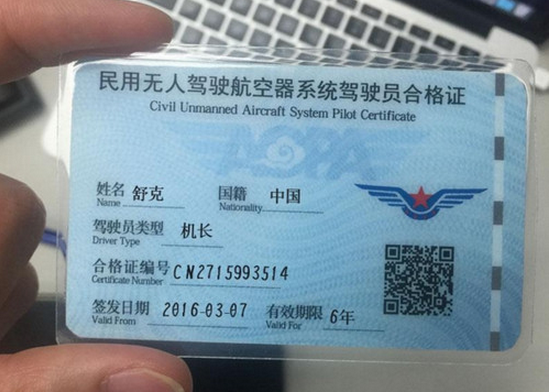 民用无人驾驶航空器系统驾驶员合格证
Civil Unmanned Aircraft System Pilot Certificate
AOPA
姓名 舒克 国籍 中国
Name Nationality
驾驶员类型 机长
Driver Type
合格证编号 CN2715993514
Certificate Number
签发日期 2016-03-07 有效期限 6年
Valid From Valid For